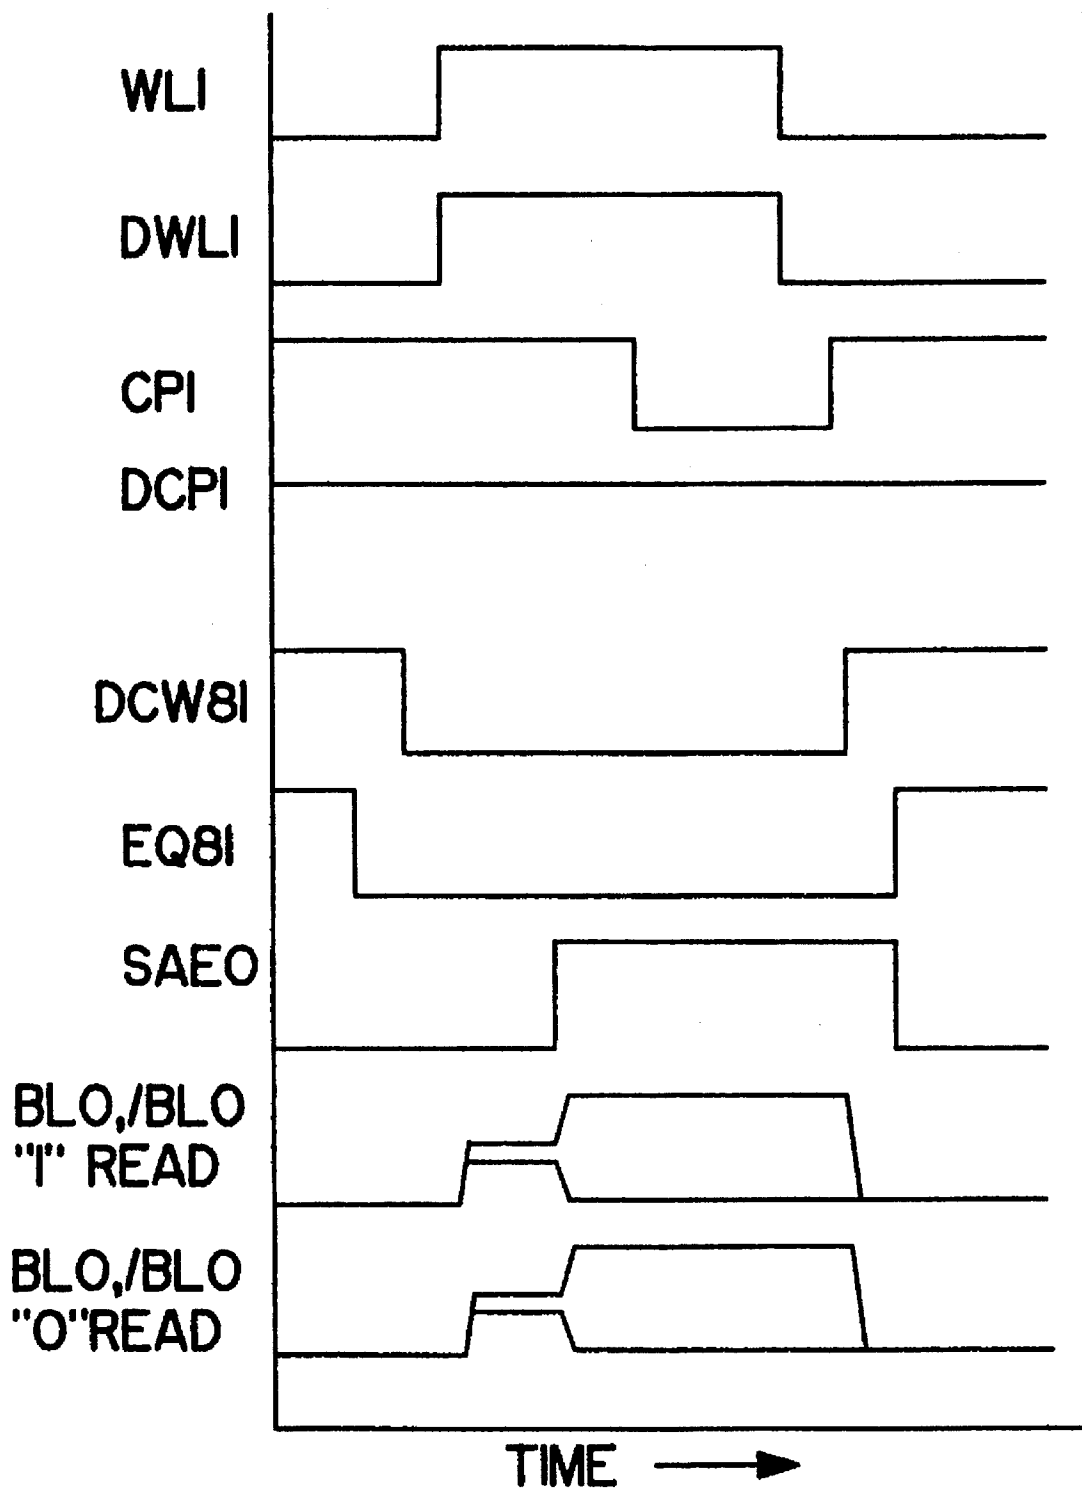 WL1
DWL1
CP1
DCP1
DCW81
EQ81
SAE0
BL0,/BL0
"1" READ
BL0,/BL0
"0" READ
TIME